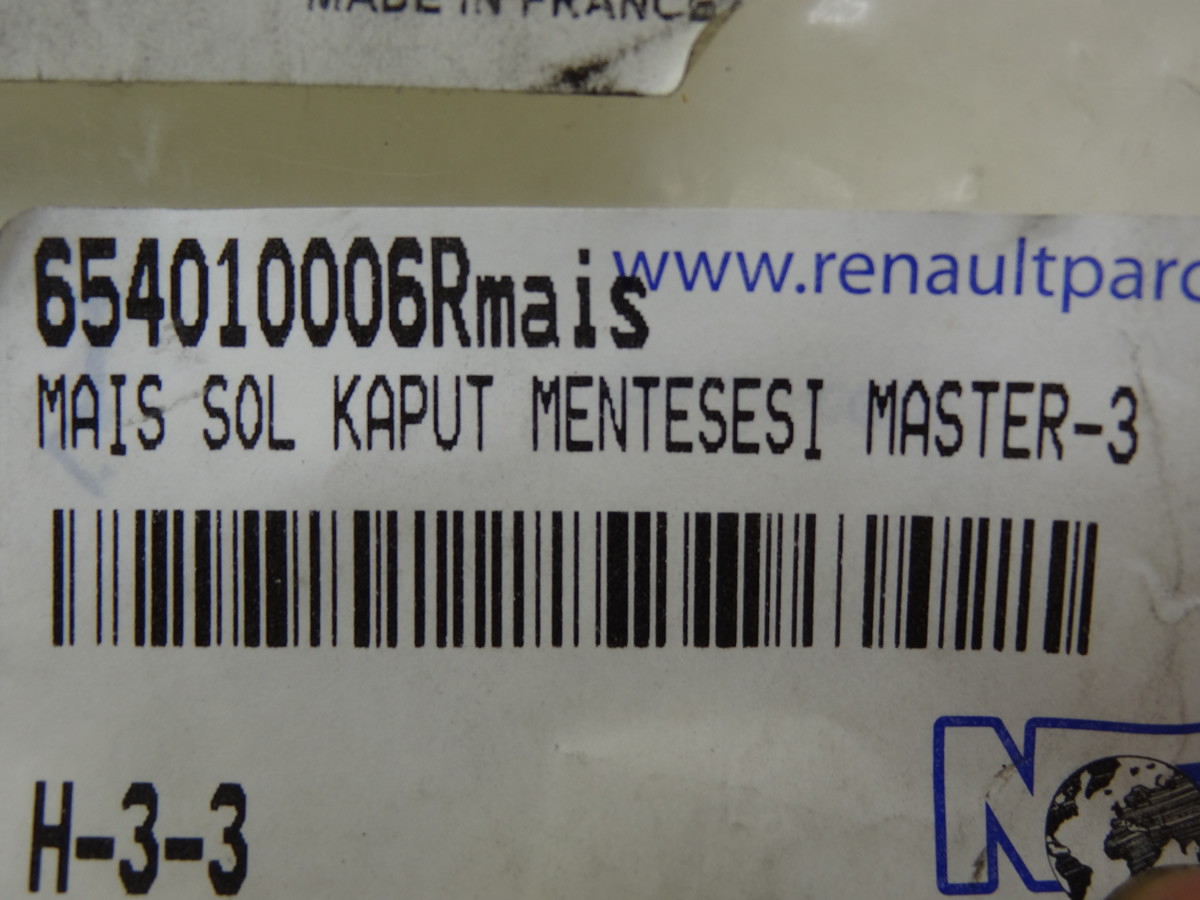 MADE IN FRANCE
654010006Rmais
www.renaultparc
MAIS SOL KAPUT MENTESESI MASTER-3
H-3-3
N